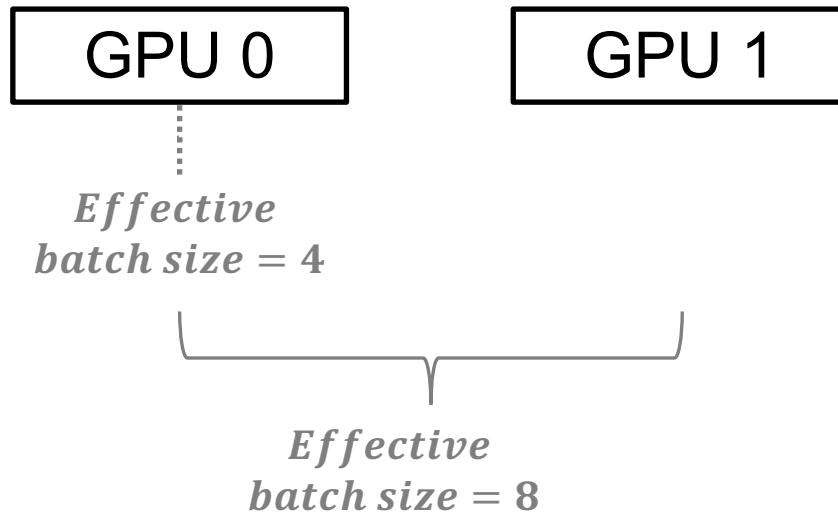 GPU 0
GPU 1
Effective
batch size = 4
Effective
batch size = 8